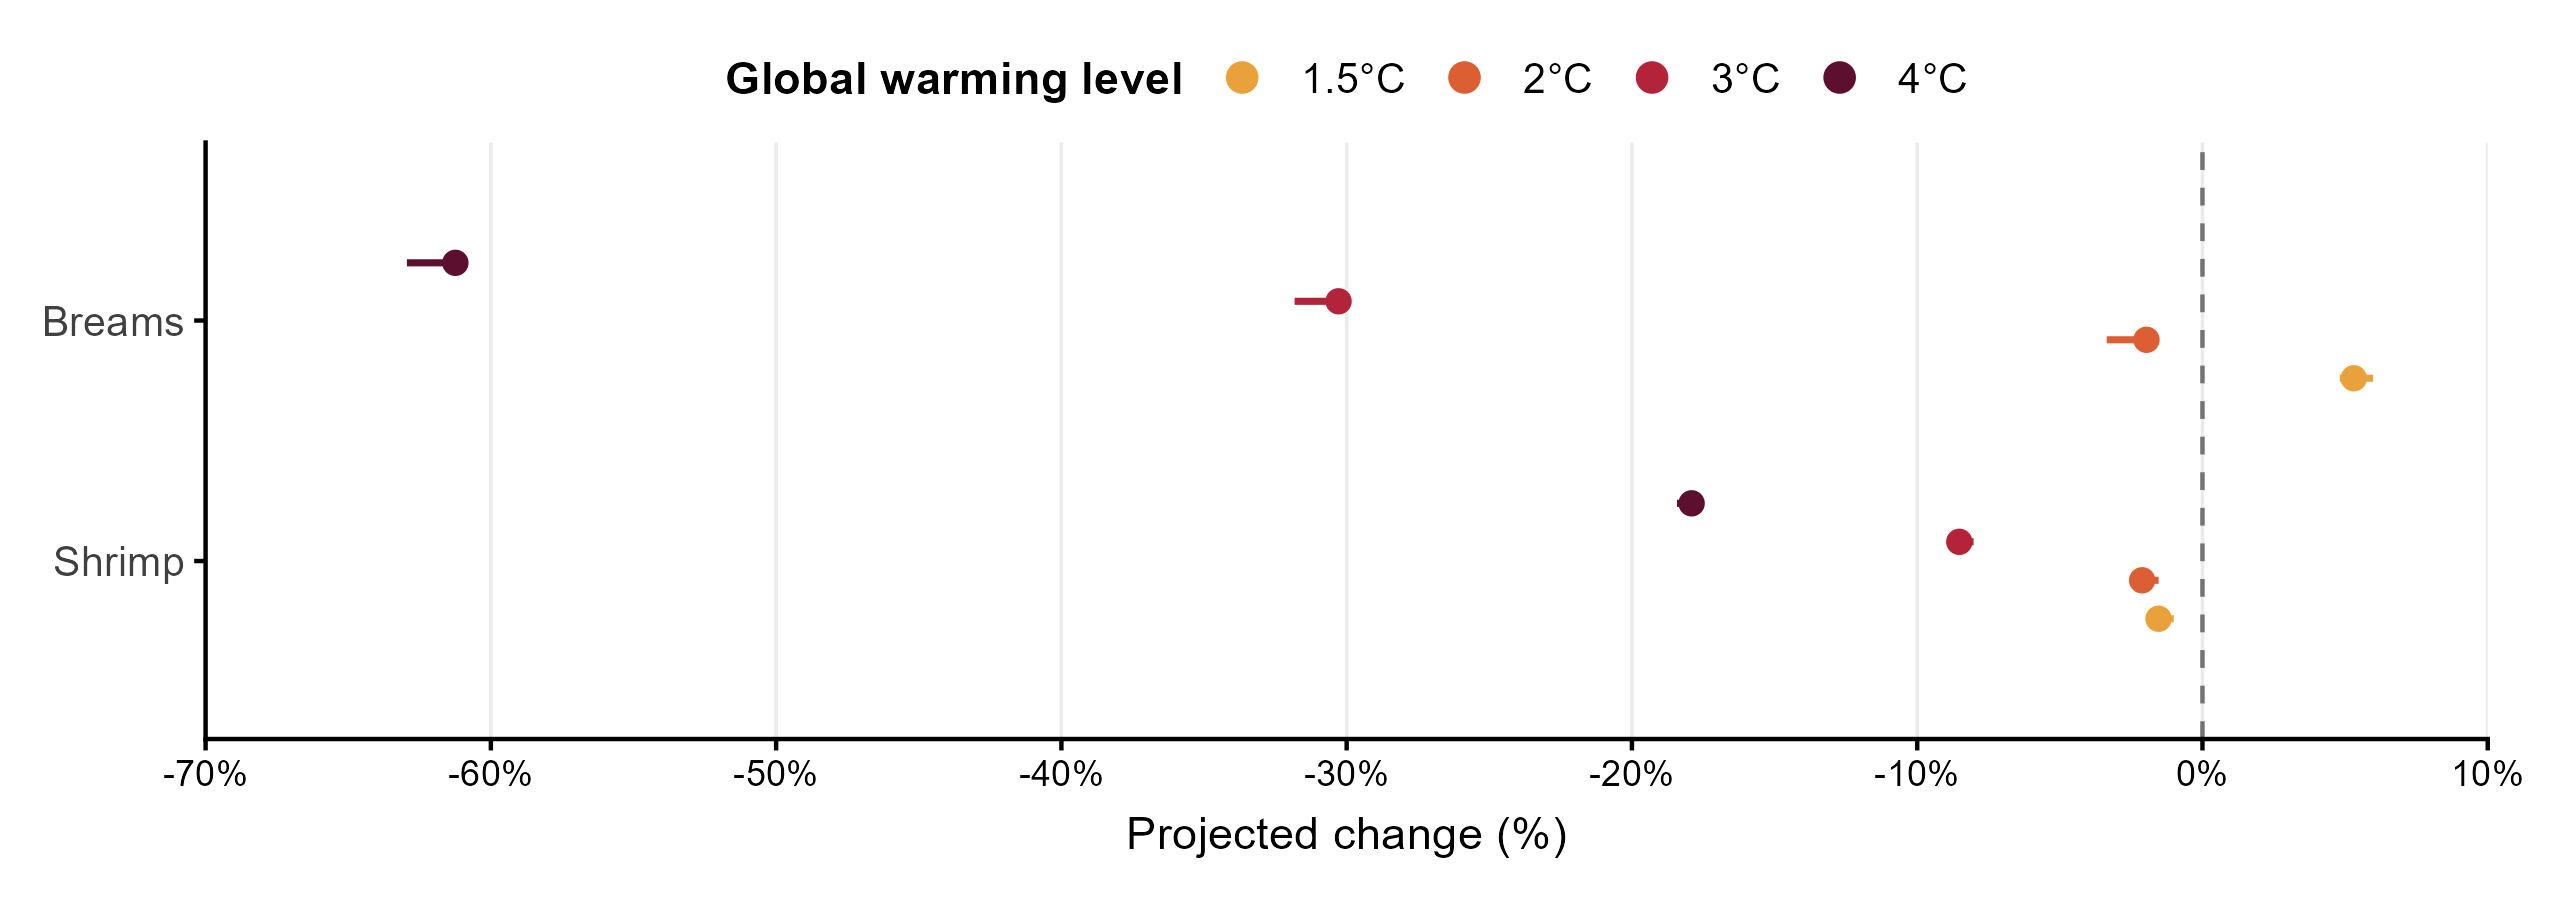 Global warming level 1.5°C 2°C 3°C 4°C
Breams
Shrimp
-70% -60% -50% -40% -30% -20% -10% 0% 10%
Projected change (%)